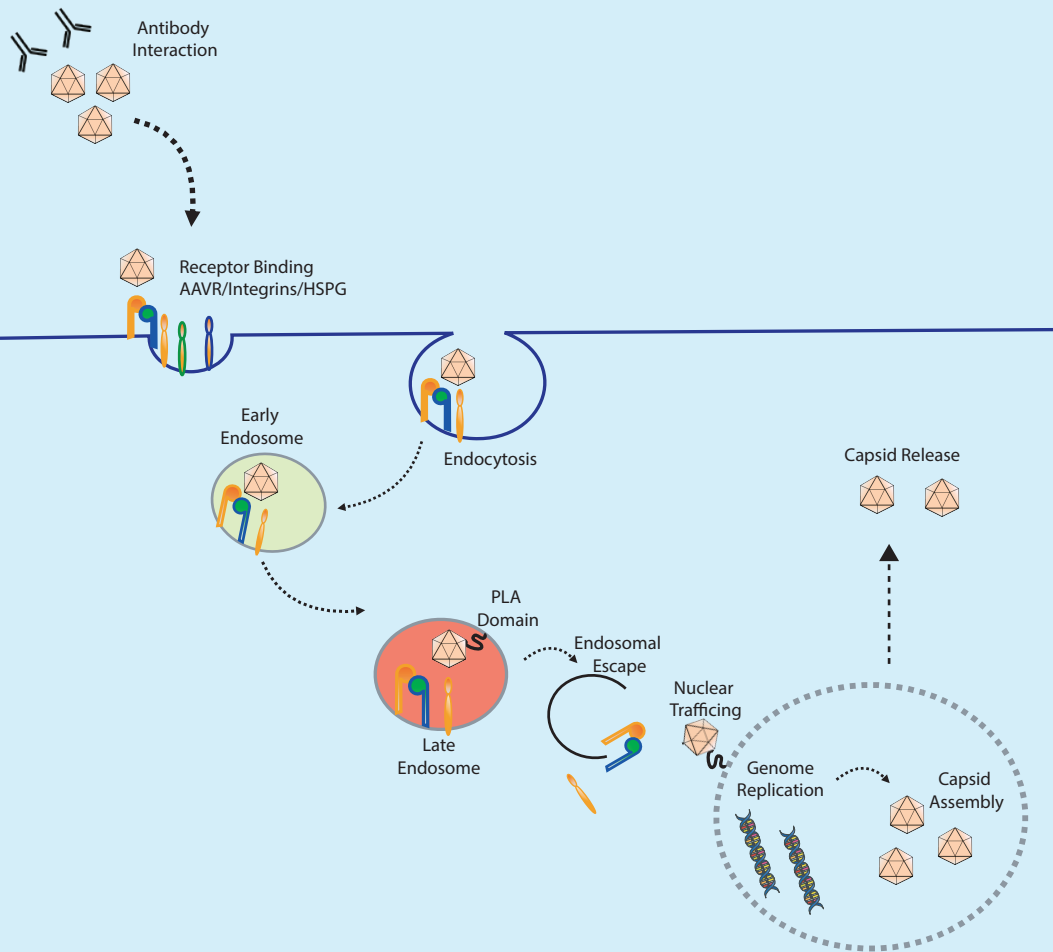 Antibody
Interaction
Receptor Binding
AAVR/Integrins/HSPG
Endocytosis
Early
Endosome
Capsid Release
PLA
Domain
Late
Endosome
Endosomal
Escape
Nuclear
Trafficing
Genome
Replication
Capsid
Assembly